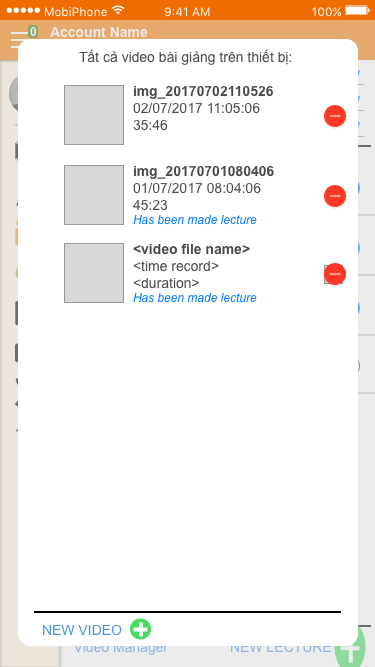 MobiPhone
9:41 AM
100%
0
Account Name
Tất cả video bài giảng trên thiết bị:
img_20170702110526
02/07/2017 11:05:06
35:46
img_20170701080406
01/07/2017 08:04:06
45:23
Has been made lecture
<video file name>
<time record>
<duration>
Has been made lecture
NEW VIDEO
Video Manager
NEW LECTURE